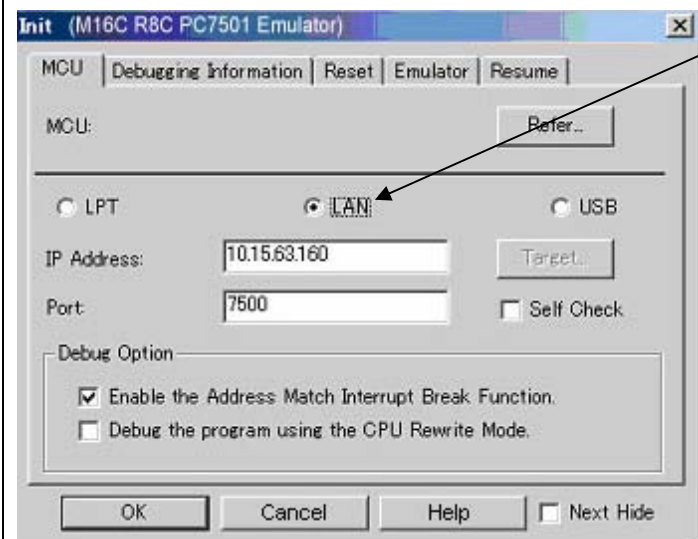 Init (M16C R8C PC7501 Emulator)
MCU Debugging Information Reset Emulator Resume
MCU: Refer...
LPT LAN USB
IP Address: 10.15.63.160 Target...
Port: 7500 Self Check
Debug Option
Enable the Address Match Interrupt Break Function.
Debug the program using the CPU Rewrite Mode.
OK Cancel Help Next Hide